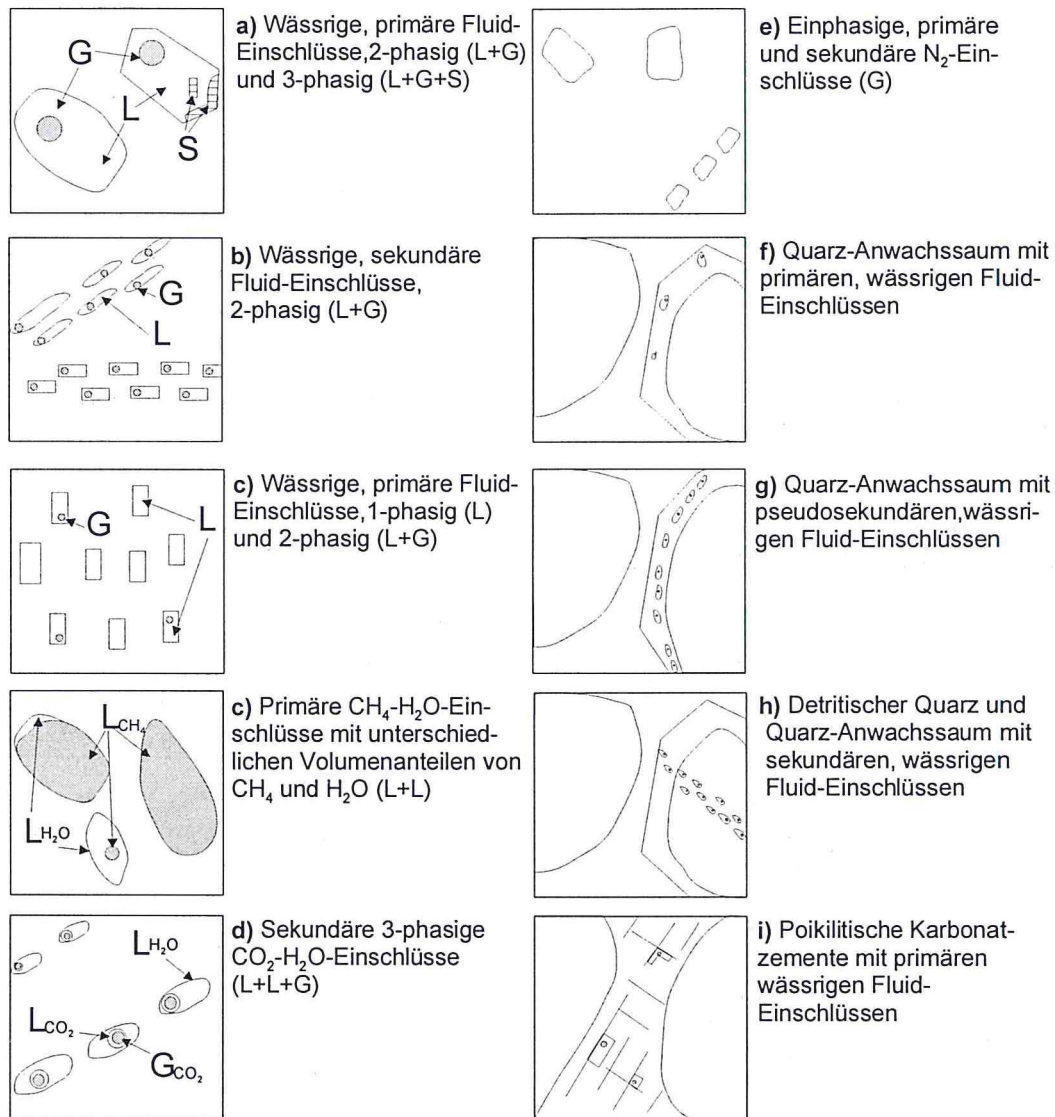 G
L
S
a) Wässrige, primäre Fluid-
Einschlüsse,2-phasig (L+G)
und 3-phasig (L+G+S)
G
L
b) Wässrige, sekundäre
Fluid-Einschlüsse,
2-phasig (L+G)
G
L
c) Wässrige, primäre Fluid-
Einschlüsse,1-phasig (L)
und 2-phasig (L+G)
LCH₄
LH₂O
c) Primäre CH₄-H₂O-Ein-
schlüsse mit unterschied-
lichen Volumenanteilen von
CH₄ und H₂O (L+L)
LH₂O
LCO₂
GCO₂
d) Sekundäre 3-phasige
CO₂-H₂O-Einschlüsse
(L+L+G)
e) Einphasige, primäre
und sekundäre N₂-Ein-
schlüsse (G)
f) Quarz-Anwachssaum mit
primären, wässrigen Fluid-
Einschlüssen
g) Quarz-Anwachssaum mit
pseudosekundären,wässri-
gen Fluid-Einschlüssen
h) Detritischer Quarz und
Quarz-Anwachssaum mit
sekundären, wässrigen
Fluid-Einschlüssen
i) Poikilitische Karbonat-
zemente mit primären
wässrigen Fluid-
Einschlüssen